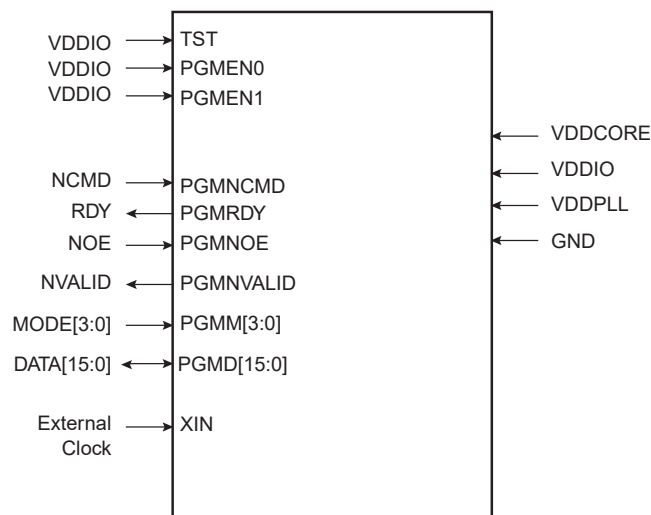 VDDIO TST
VDDIO PGMEN0
VDDIO PGMEN1
VDDCORE
VDDIO
NCMD PGMNCMD
VDDPLL
RDY PGMRDY
NOE PGMNOE
GND
NVALID PGMNVALID
MODE[3:0] PGMM[3:0]
DATA[15:0] PGMD[15:0]
External XIN
Clock